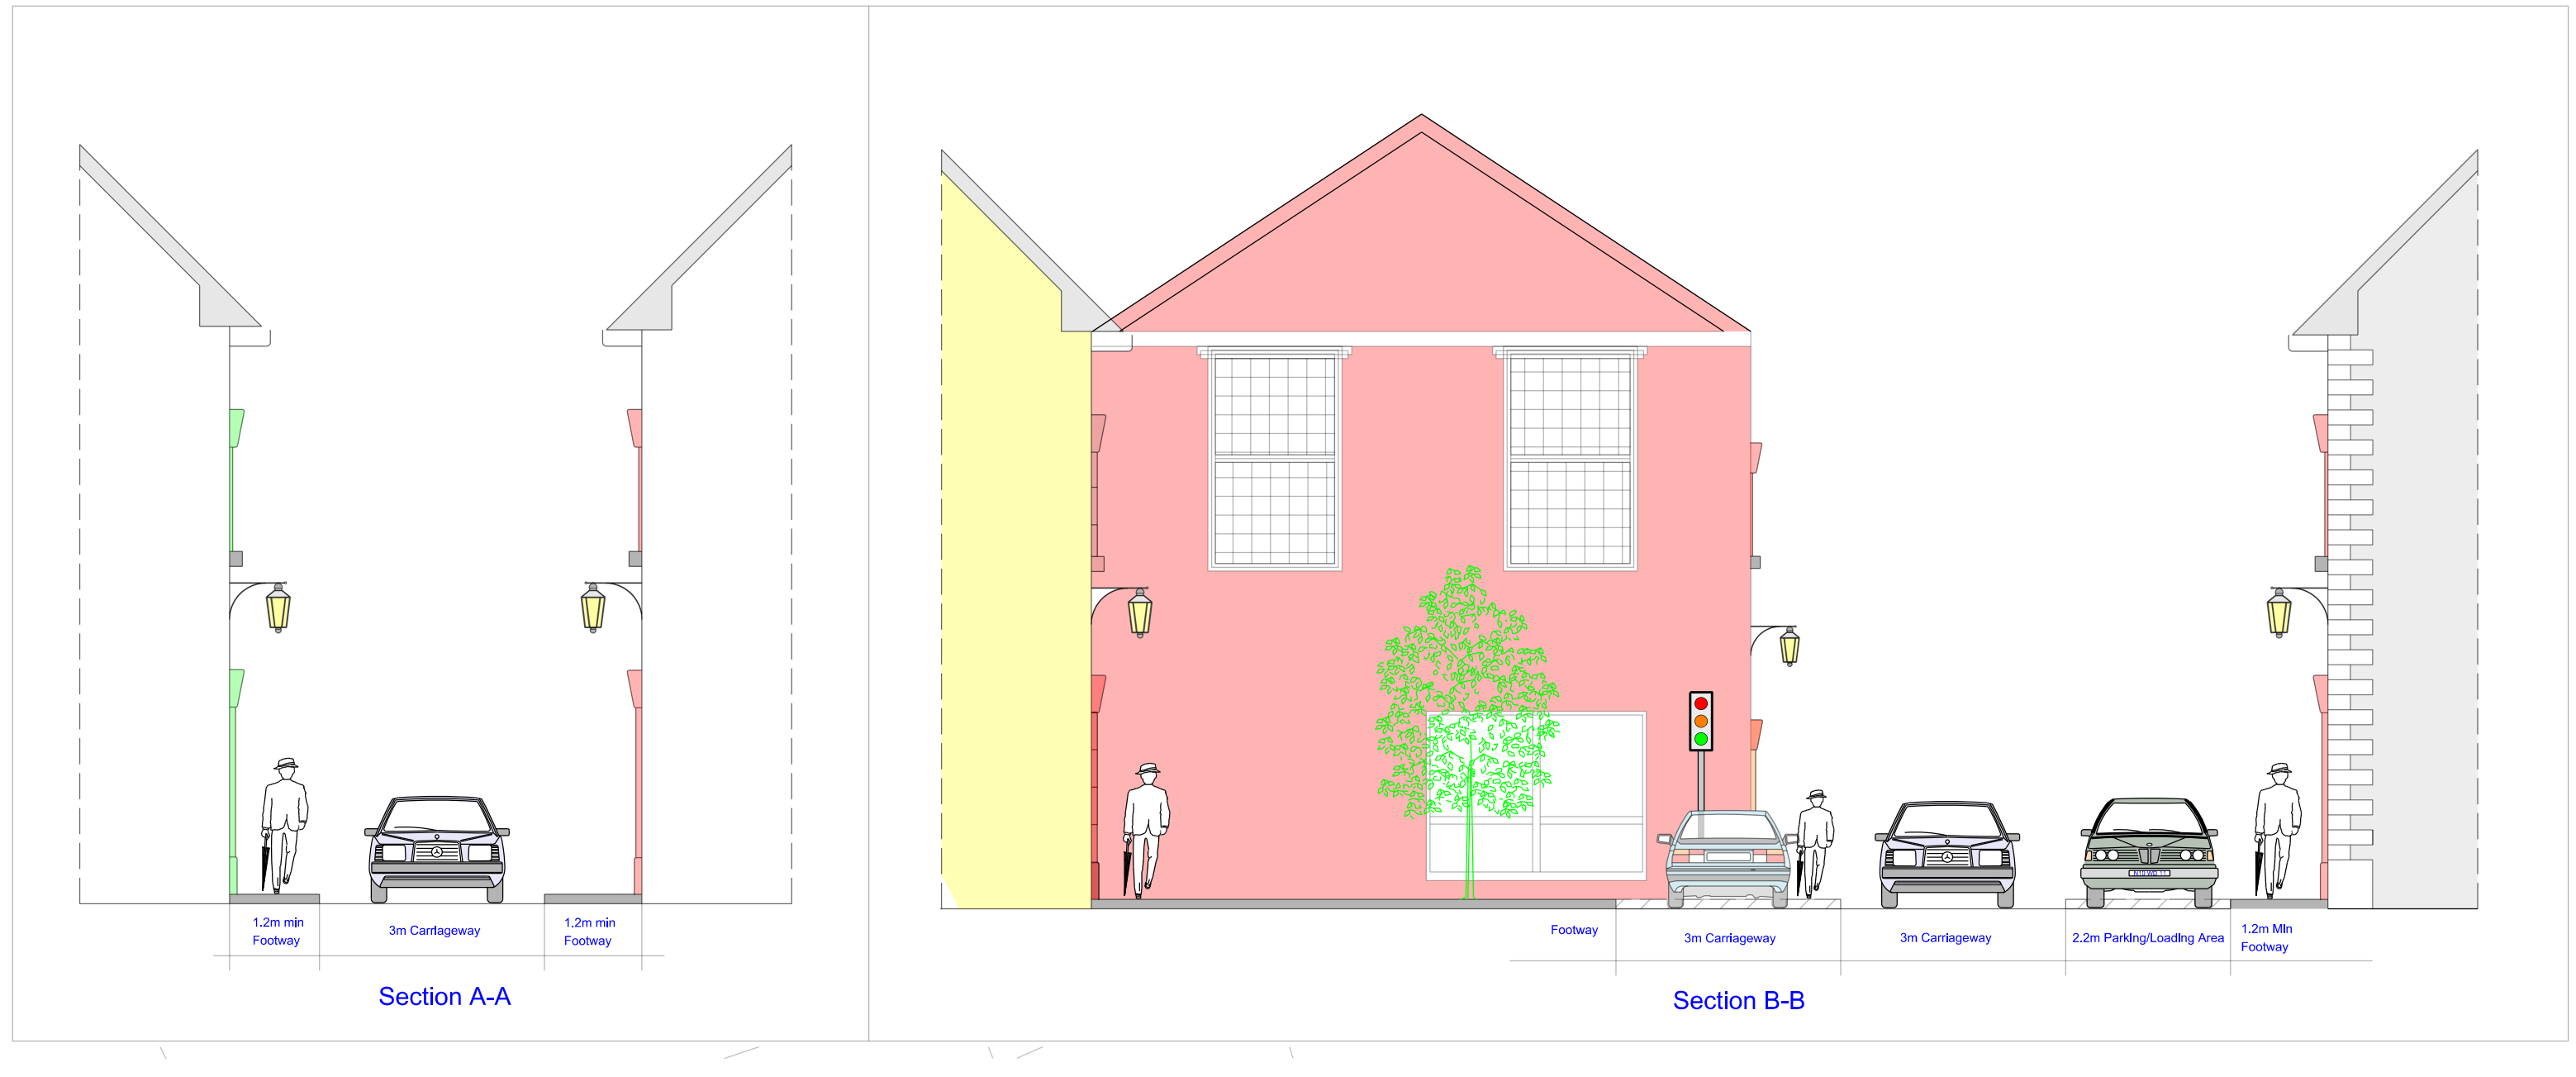 1.2m min
Footway
3m Carriageway
1.2m min
Footway
Section A-A
Footway
3m Carriageway
3m Carriageway
2.2m Parking/Loading Area
1.2m Min
Footway
Section B-B